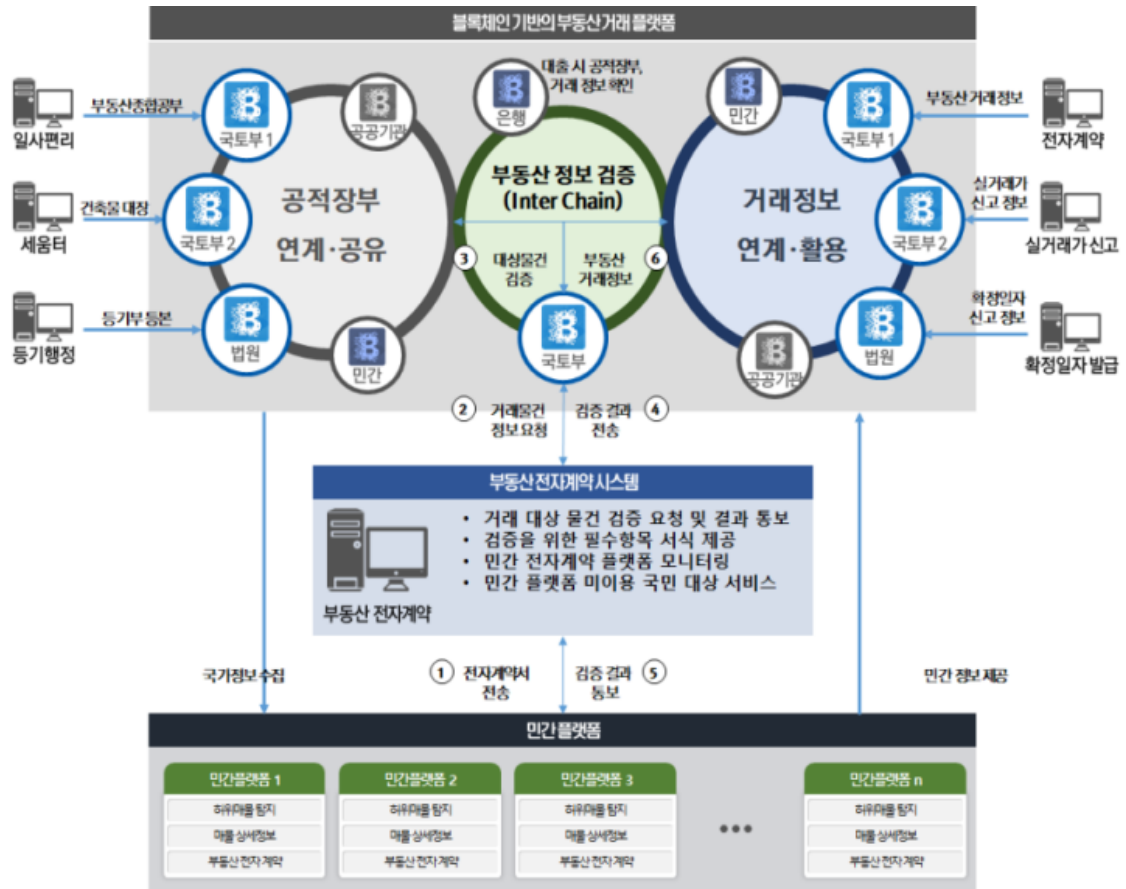 블록체인 기반의 부동산 거래 플랫폼
일사편리
부동산종합공부
세움터
건축물 대장
등기행정
등기부 등본
국토부 1
공공기관
국토부 2
법원
민간
공적장부
연계·공유
은행
대출 시 공적장부,
거래 정보 확인
부동산 정보 검증
(Inter Chain)
③
대상물건
검증
부동산
거래정보
⑥
국토부
민간
국토부 1
국토부 2
법원
공공기관
거래정보
연계·활용
부동산 거래정보
전자계약
실거래가
신고 정보
실거래가 신고
확정일자
신고 정보
확정일자 발급
②
거래물건
정보 요청
검증 결과
전송
④
부동산 전자계약 시스템
부동산 전자계약
• 거래 대상 물건 검증 요청 및 결과 통보
• 검증을 위한 필수항목 서식 제공
• 민간 전자계약 플랫폼 모니터링
• 민간 플랫폼 미이용 국민 대상 서비스
국가정보 수집
①
전자계약서
전송
검증 결과
통보
⑤
민간 정보 제공
민간 플랫폼
민간플랫폼 1
허위매물 탐지
매물 상세정보
부동산 전자 계약
민간플랫폼 2
허위매물 탐지
매물 상세정보
부동산 전자 계약
민간플랫폼 3
허위매물 탐지
매물 상세정보
부동산 전자 계약
•••
민간플랫폼 n
허위매물 탐지
매물 상세정보
부동산 전자 계약